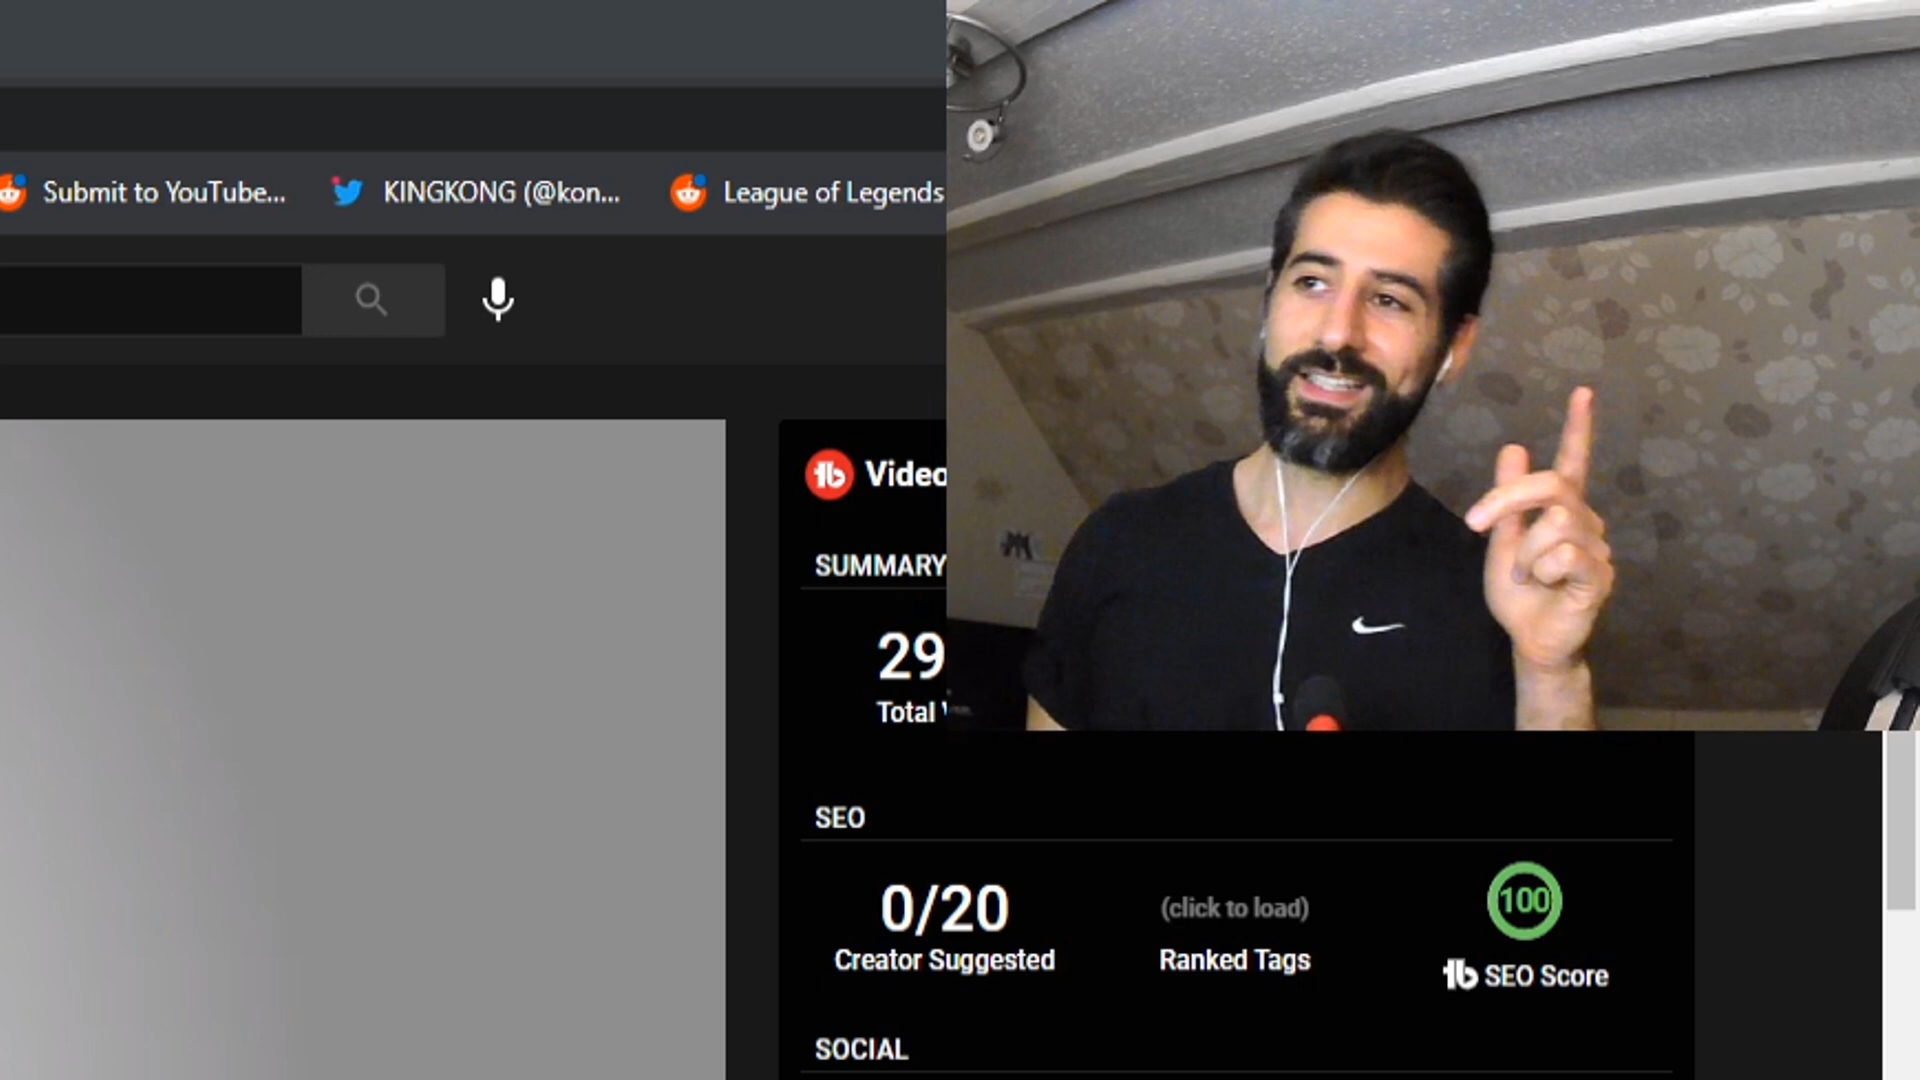 Submit to YouTube...
KINGKONG (@kon...
League of Legends
Video
SUMMARY
29
Total
SEO
0/20
(click to load)
100
Creator Suggested
Ranked Tags
tb SEO Score
SOCIAL